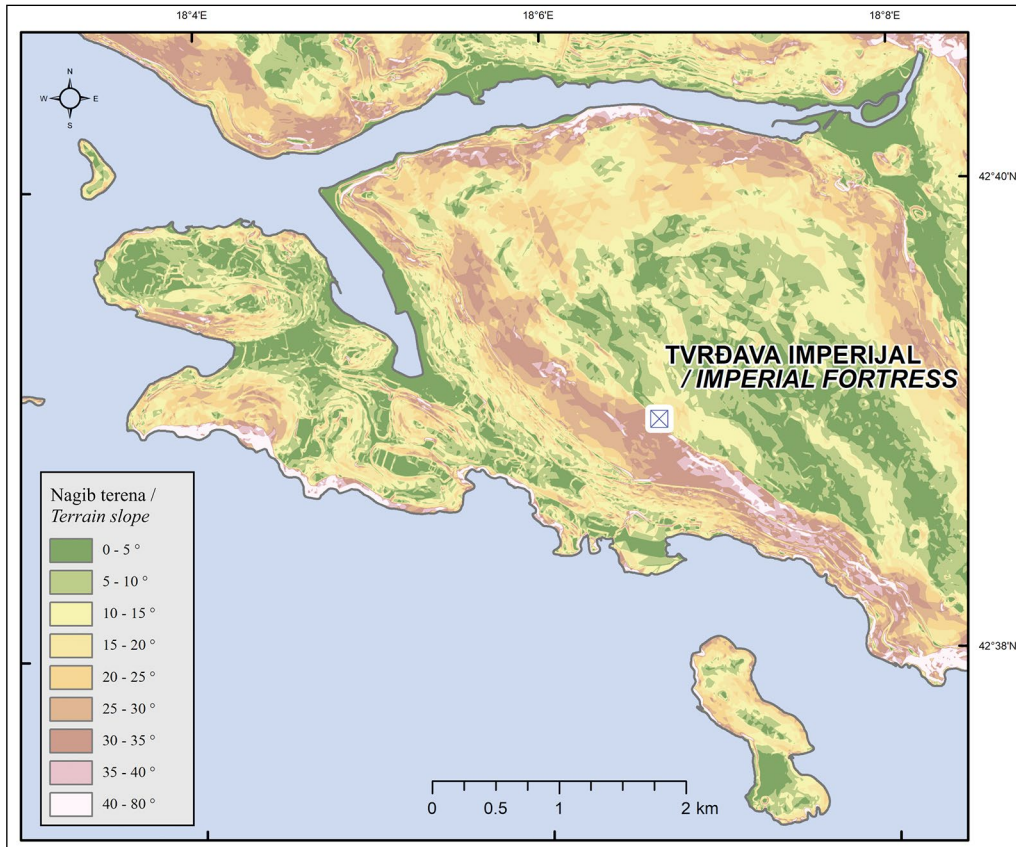 18°4'E
18°6'E
18°8'E
N
W E
S
42°40'N
TVRĐAVA IMPERIJAL
/ IMPERIAL FORTRESS
Nagib terena /
Terrain slope
0 - 5 °
5 - 10 °
10 - 15 °
15 - 20 °
20 - 25 °
25 - 30 °
30 - 35 °
35 - 40 °
40 - 80 °
42°38'N
0 0.5 1 2 km